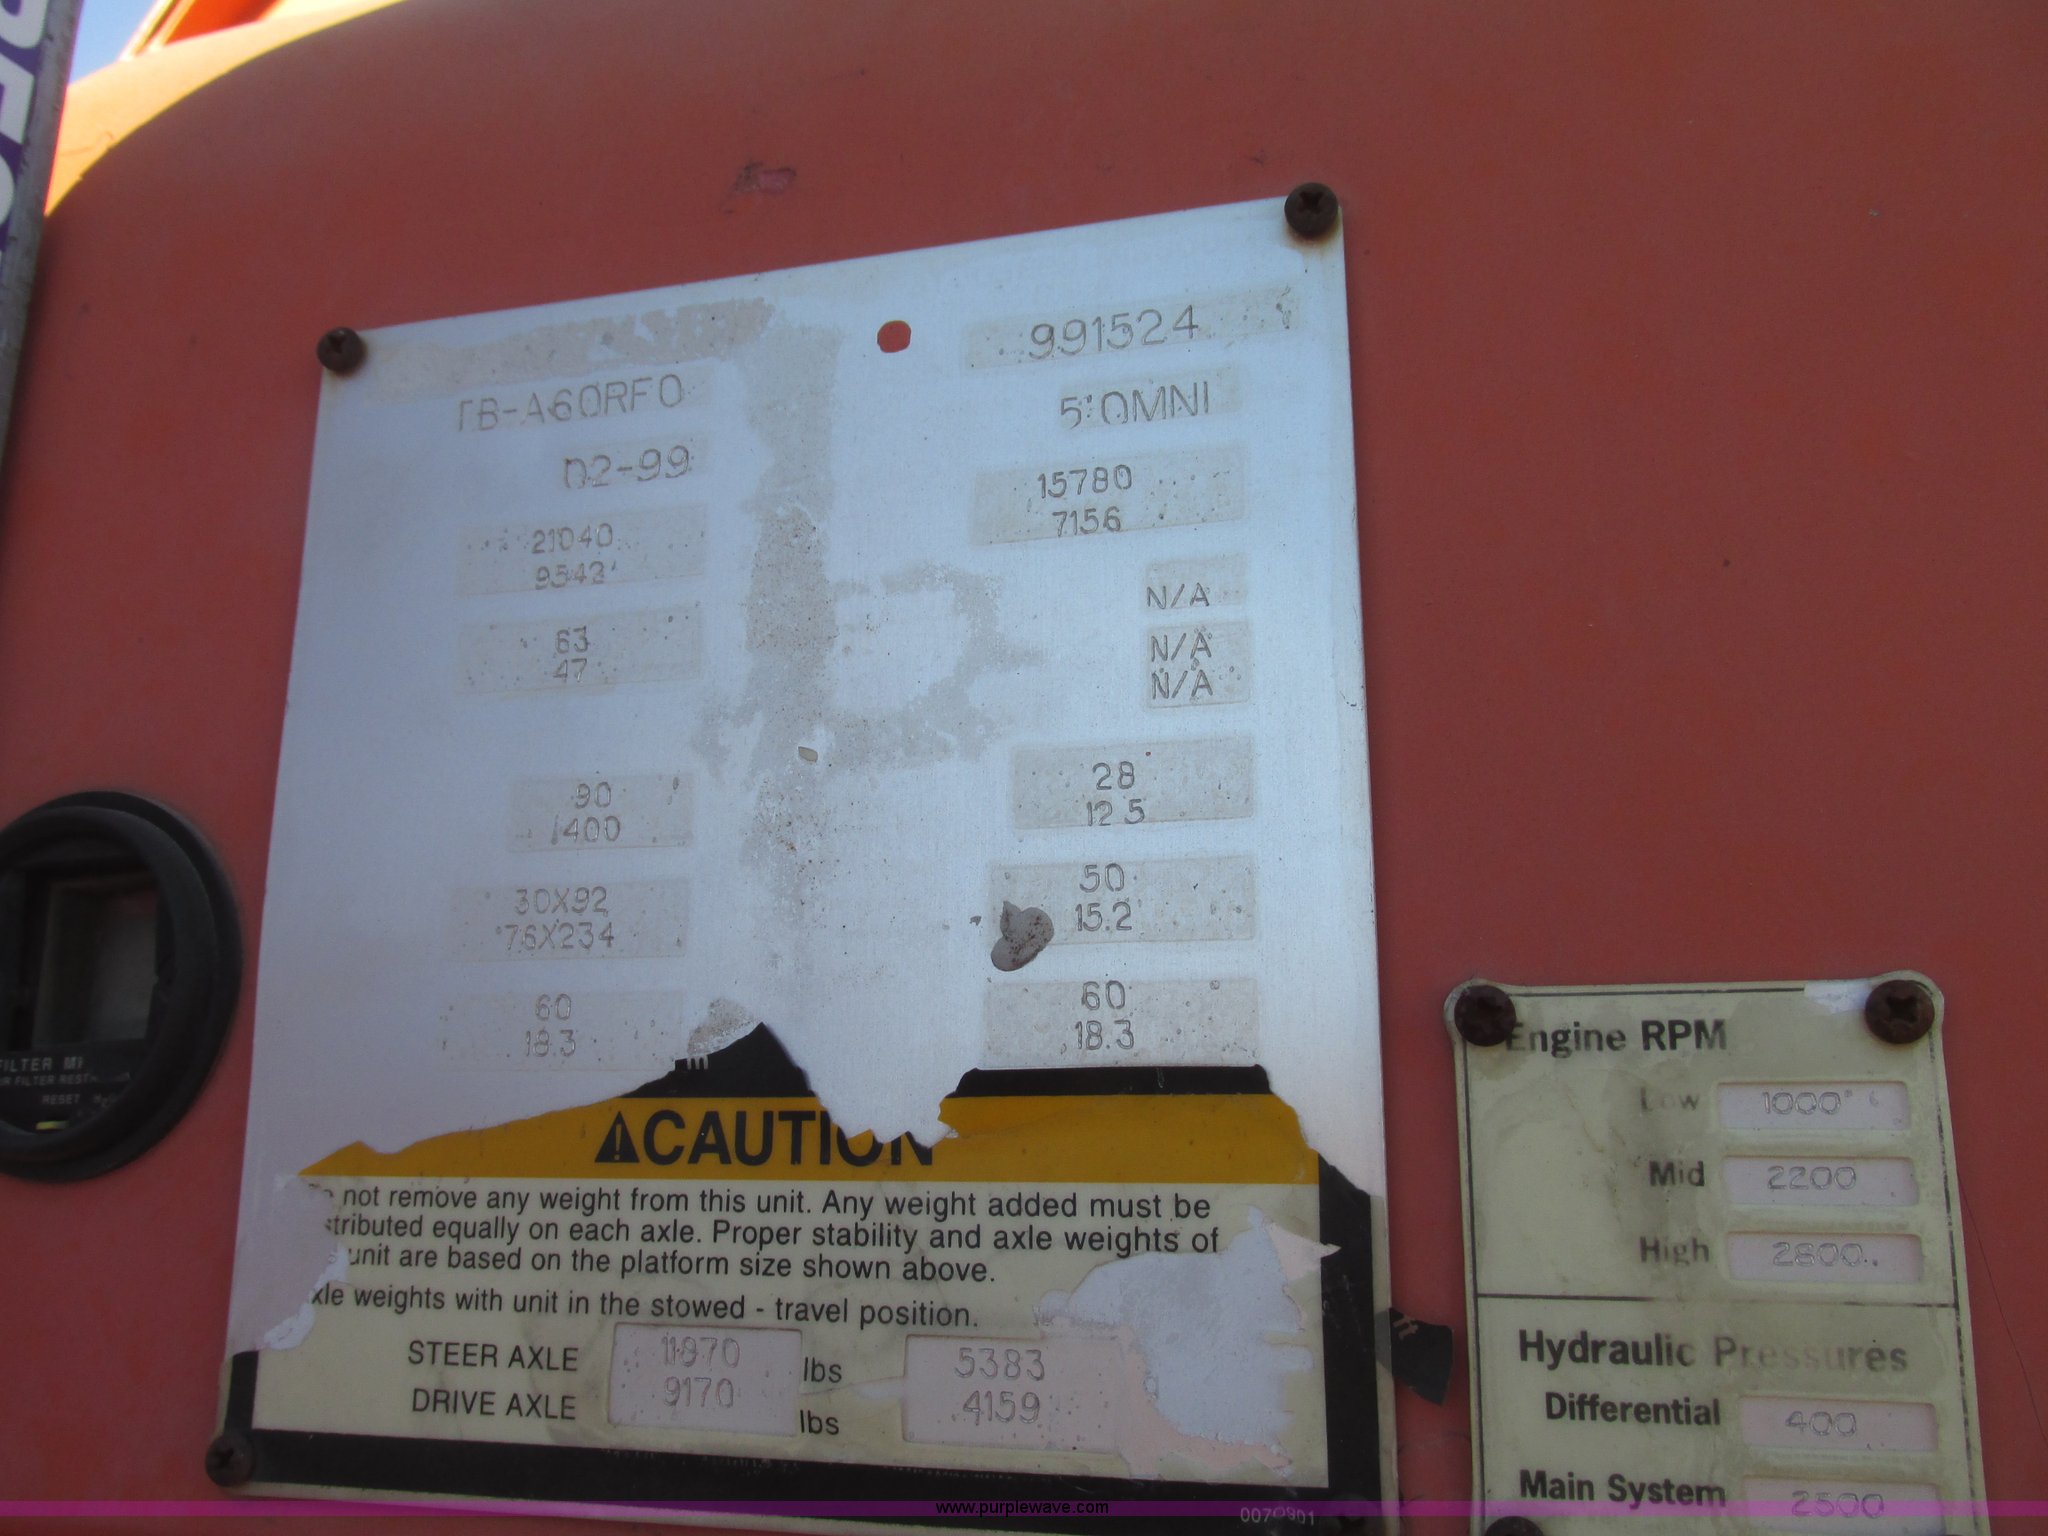 991524
TB-A60RF0
5'OMNI
02-99
15780
7156
21040
9542
N/A
63
47
N/A
N/A
90
1400
28
12.5
30X92
76X234
50
15.2
60
18.3
60
18.3
m
CAUTION
not remove any weight from this unit. Any weight added must be
stributed equally on each axle. Proper stability and axle weights of
s unit are based on the platform size shown above.
xle weights with unit in the stowed - travel position.
STEER AXLE 11870 lbs 5383
DRIVE AXLE 9170 lbs 4159
0070901
Engine RPM
Low 1000
Mid 2200
High 2800
Hydraulic Pressures
Differential 400
Main System 2500
FILTER
RESET
www.purplewave.com